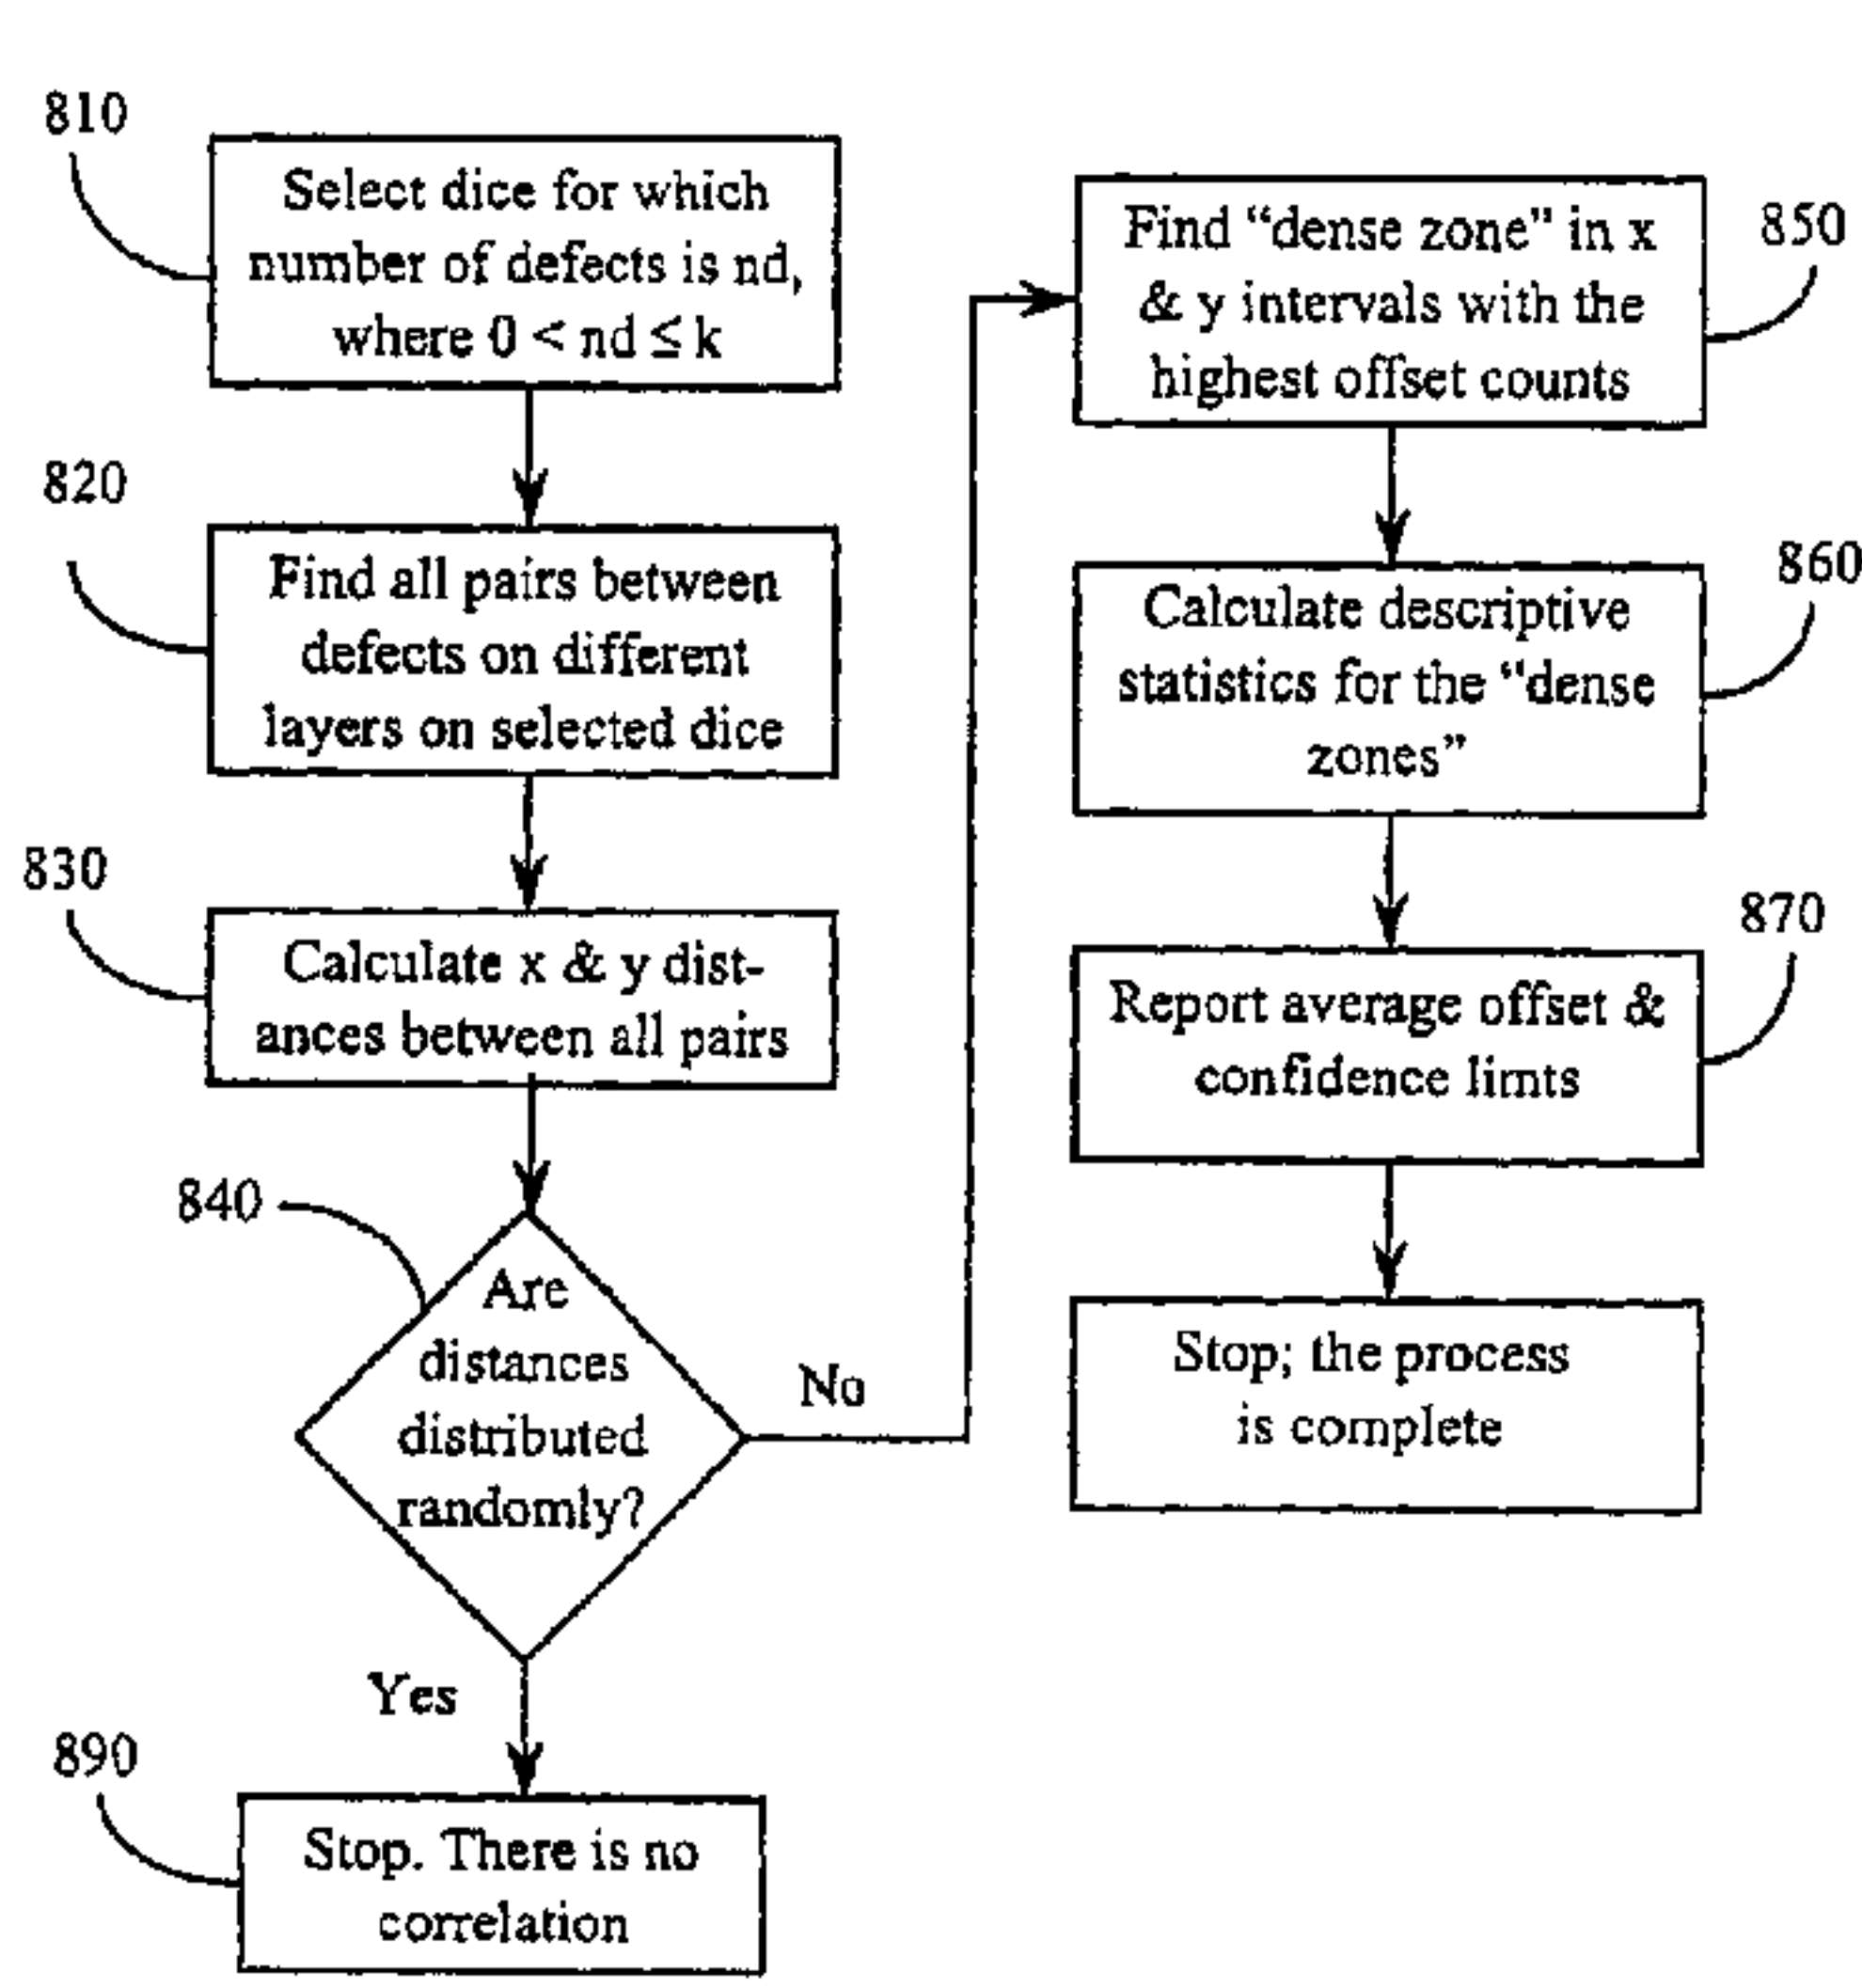 810
Select dice for which
number of defects is nd,
where 0 < nd ≤ k
820
Find all pairs between
defects on different
layers on selected dice
830
Calculate x & y dist-
ances between all pairs
840
Are
distances
distributed
randomly?
No
Yes
890
Stop. There is no
correlation
850
Find “dense zone” in x
& y intervals with the
highest offset counts
860
Calculate descriptive
statistics for the “dense
zones”
870
Report average offset &
confidence limts
Stop; the process
is complete